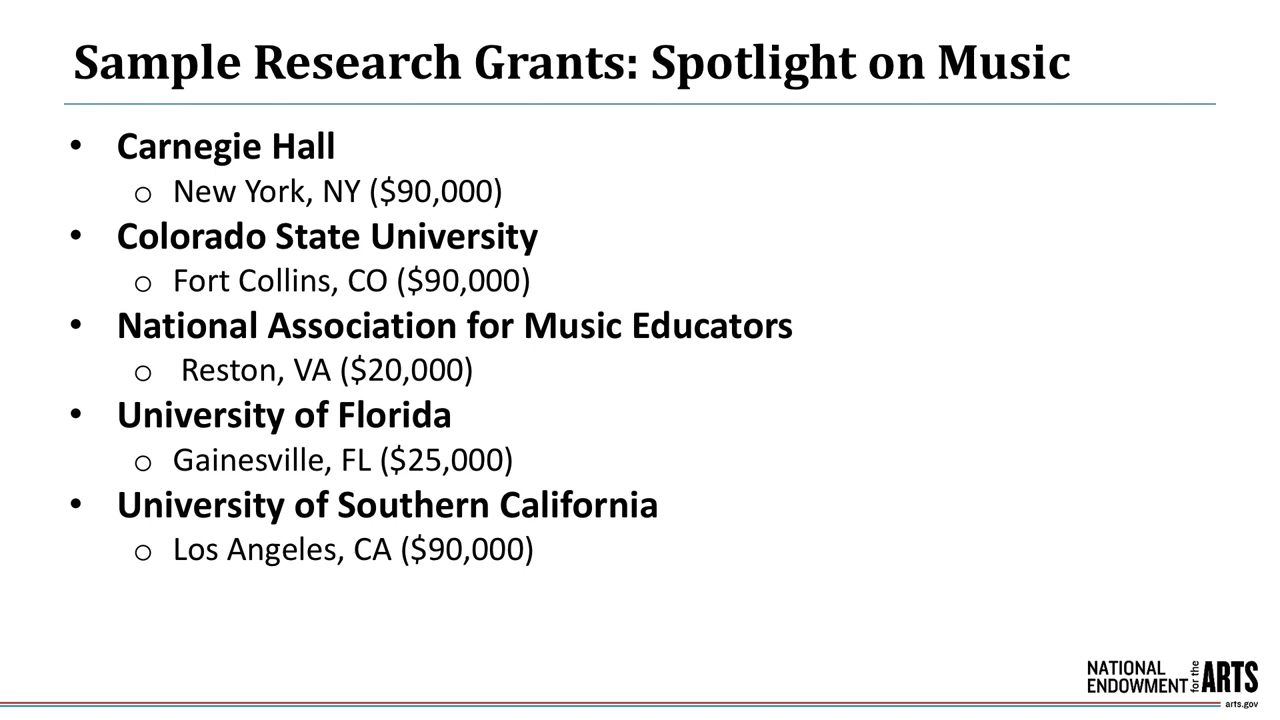 Sample Research Grants: Spotlight on Music
• Carnegie Hall
o New York, NY ($90,000)
• Colorado State University
o Fort Collins, CO ($90,000)
• National Association for Music Educators
o Reston, VA ($20,000)
• University of Florida
o Gainesville, FL ($25,000)
• University of Southern California
o Los Angeles, CA ($90,000)
NATIONAL
ENDOWMENT for the ARTS
arts.gov